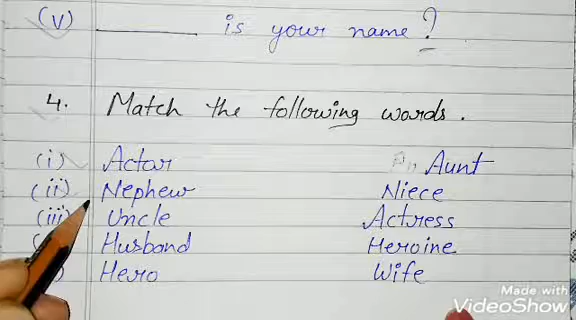 (v) ________ is your name ?
4. Match the following words.
(i) Actor Aunt
(ii) Nephew Niece
(iii) Uncle Actress
Husband Heroine
Hero Wife
Made with
VideoShow